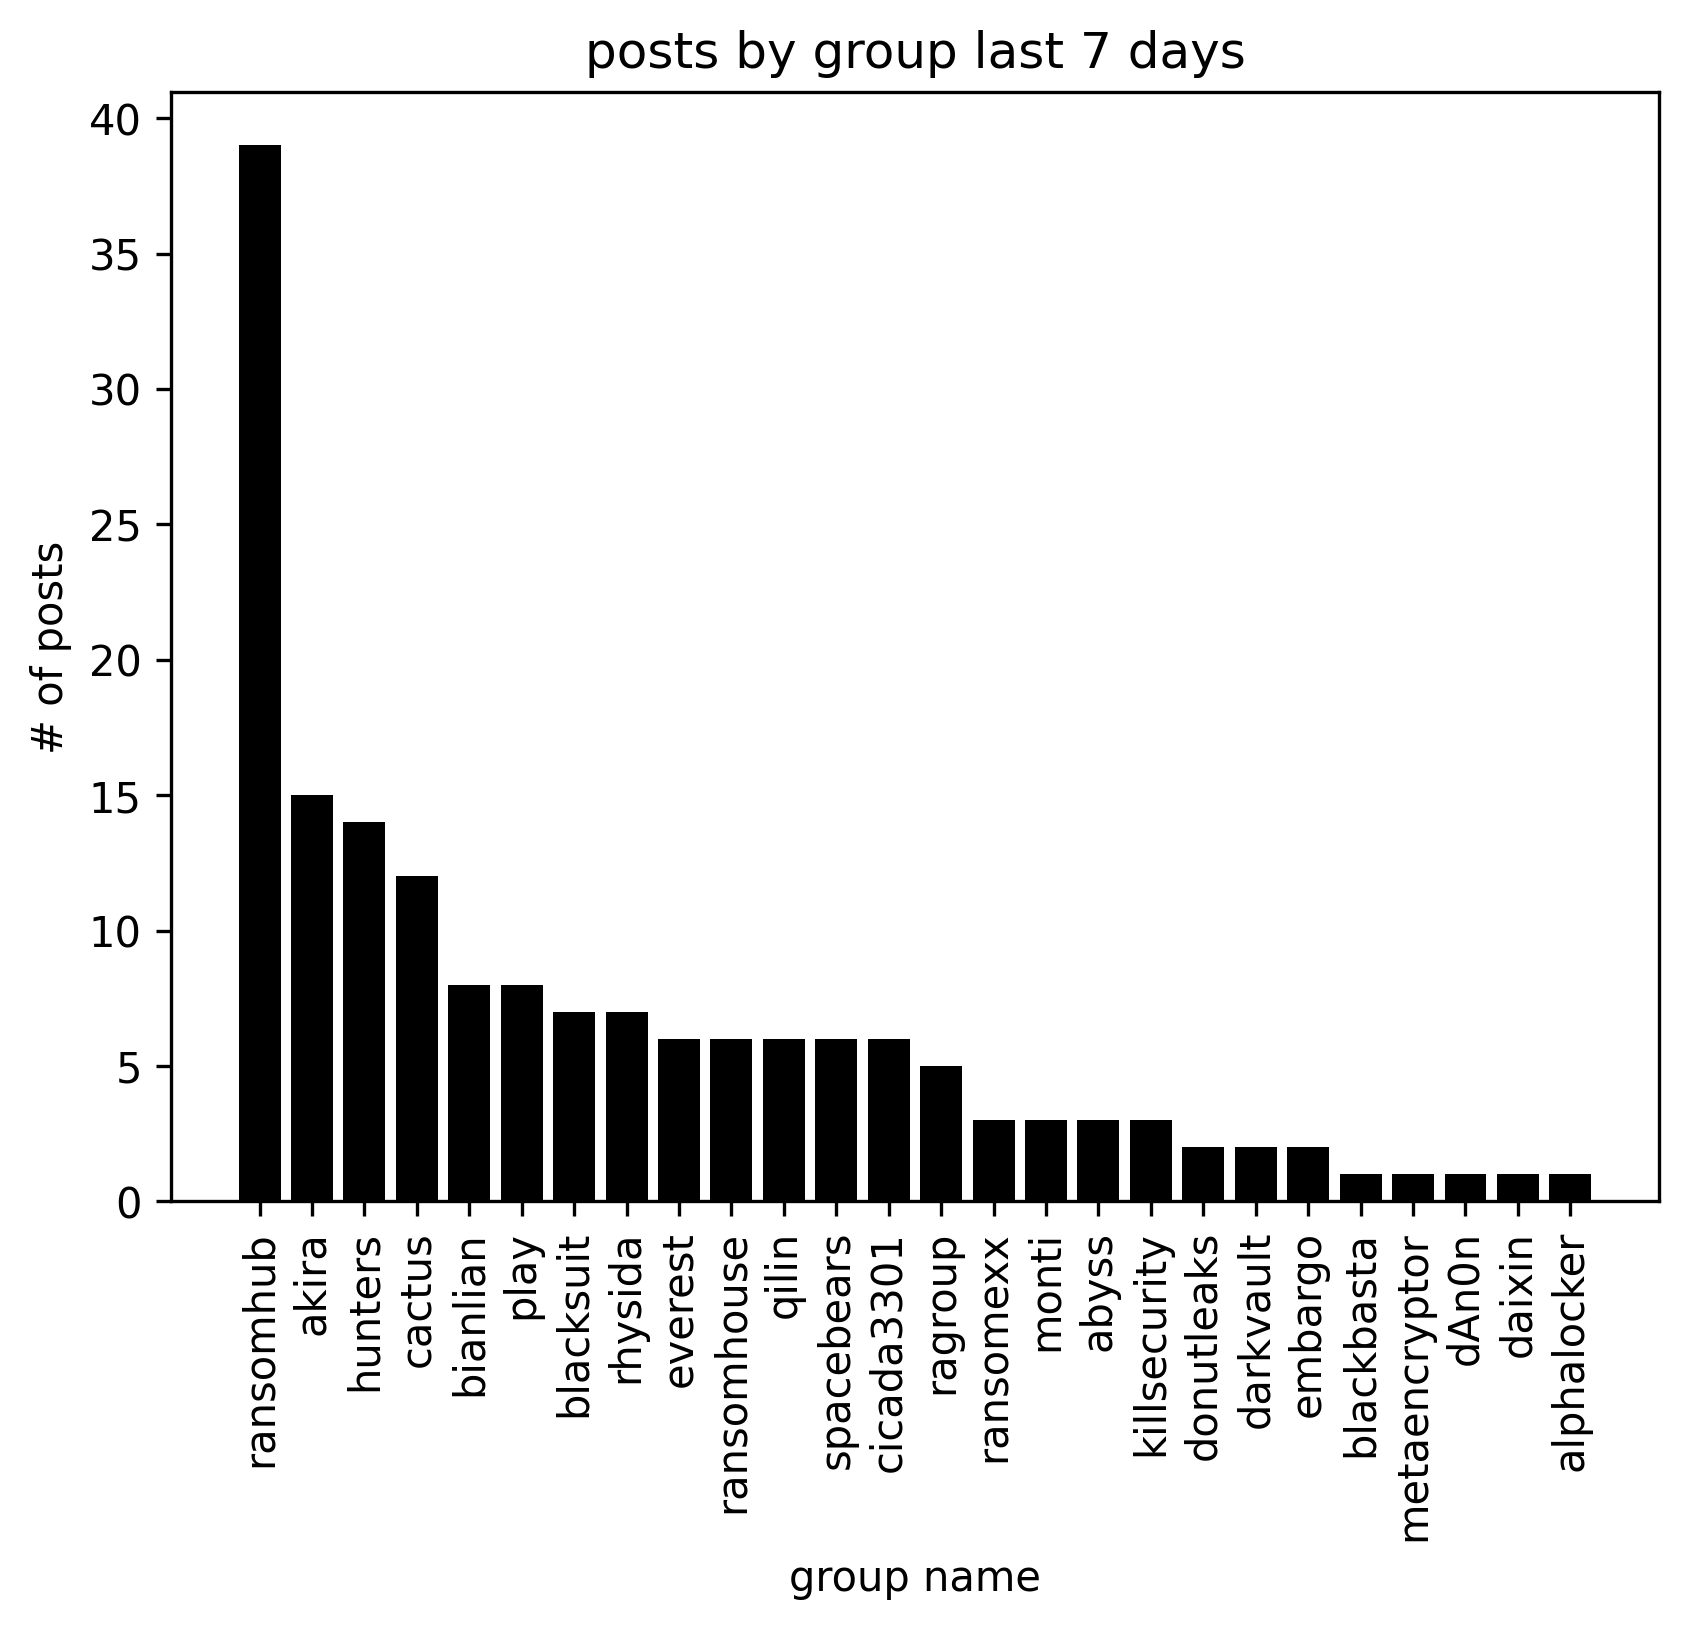 posts by group last 7 days
# of posts
40
35
30
25
20
15
10
5
0
ransomhub
akira
hunters
cactus
bianlian
play
blacksuit
rhysida
everest
ransomhouse
qilin
spacebears
cicada3301
ragroup
ransomexx
monti
abyss
killsecurity
donutleaks
darkvault
embargo
blackbasta
metaencryptor
dAn0n
daixin
alphalocker
group name